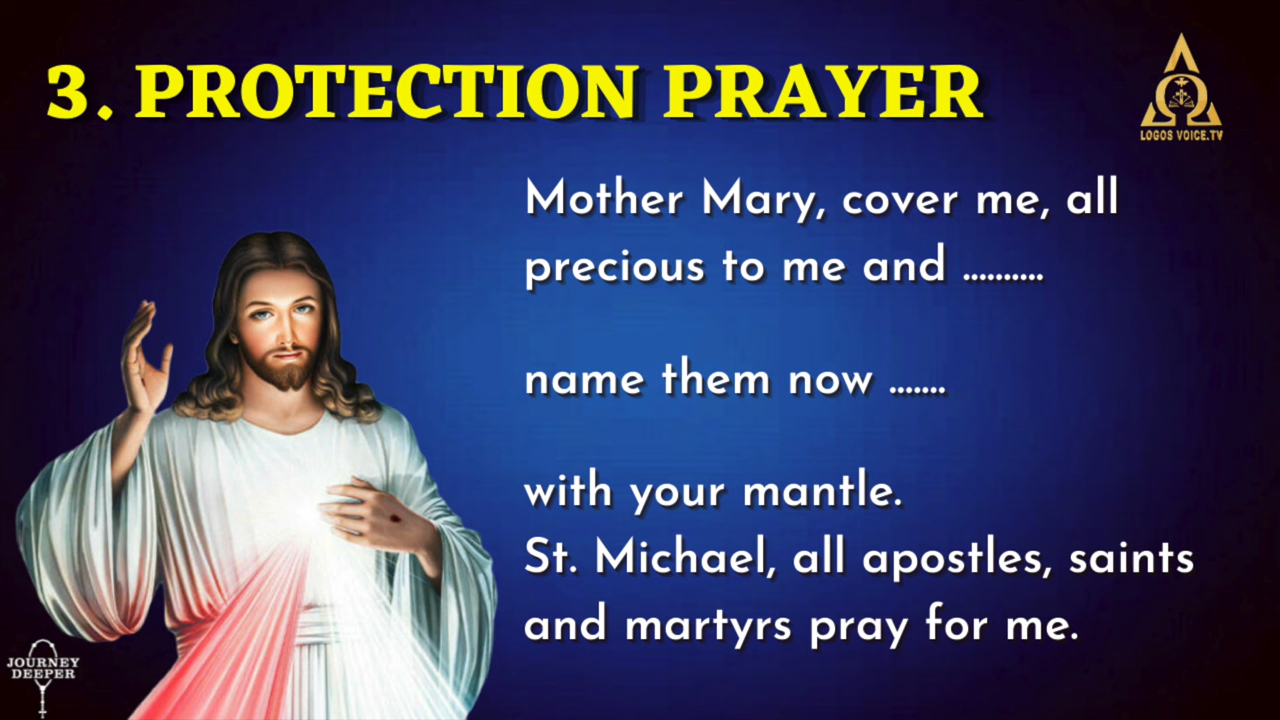 3. PROTECTION PRAYER
LOGOS VOICE.TV
Mother Mary, cover me, all
precious to me and ..........
name them now .......
with your mantle.
St. Michael, all apostles, saints
and martyrs pray for me.
JOURNEY
DEEPER